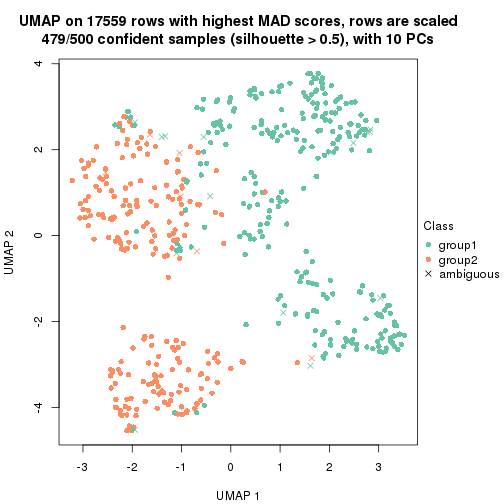 UMAP on 17559 rows with highest MAD scores, rows are scaled
479/500 confident samples (silhouette > 0.5), with 10 PCs
4
2
0
-2
-4
UMAP 2
-3
-2
-1
0
1
2
3
UMAP 1
Class
group1
group2
ambiguous